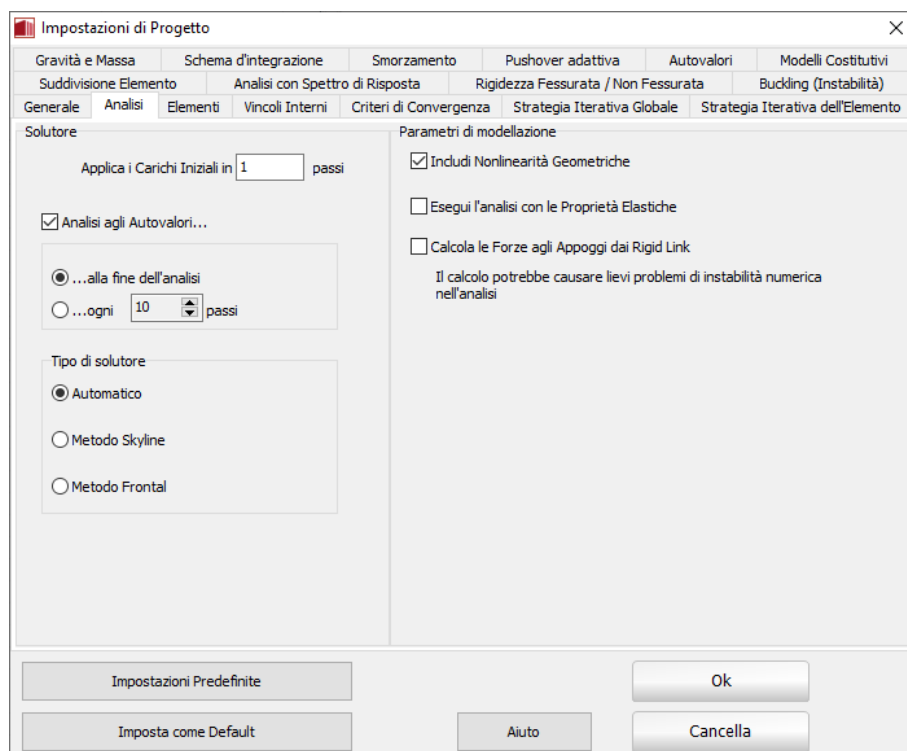 Impostazioni di Progetto
Gravità e Massa Schema d'integrazione Smorzamento Pushover adattiva Autovalori Modelli Costitutivi
Suddivisione Elemento Analisi con Spettro di Risposta Rigidezza Fessurata / Non Fessurata Buckling (Instabilità)
Generale Analisi Elementi Vincoli Interni Criteri di Convergenza Strategia Iterativa Globale Strategia Iterativa dell'Elemento
Solutore
Applica i Carichi Iniziali in 1 passi
Analisi agli Autovalori...
...alla fine dell'analisi
...ogni 10 passi
Tipo di solutore
Automatico
Metodo Skyline
Metodo Frontal
Parametri di modellazione
Includi Nonlinearità Geometriche
Esegui l'analisi con le Proprietà Elastiche
Calcola le Forze agli Appoggi dai Rigid Link
Il calcolo potrebbe causare lievi problemi di instabilità numerica
nell'analisi
Impostazioni Predefinite
Ok
Imposta come Default
Aiuto
Cancella